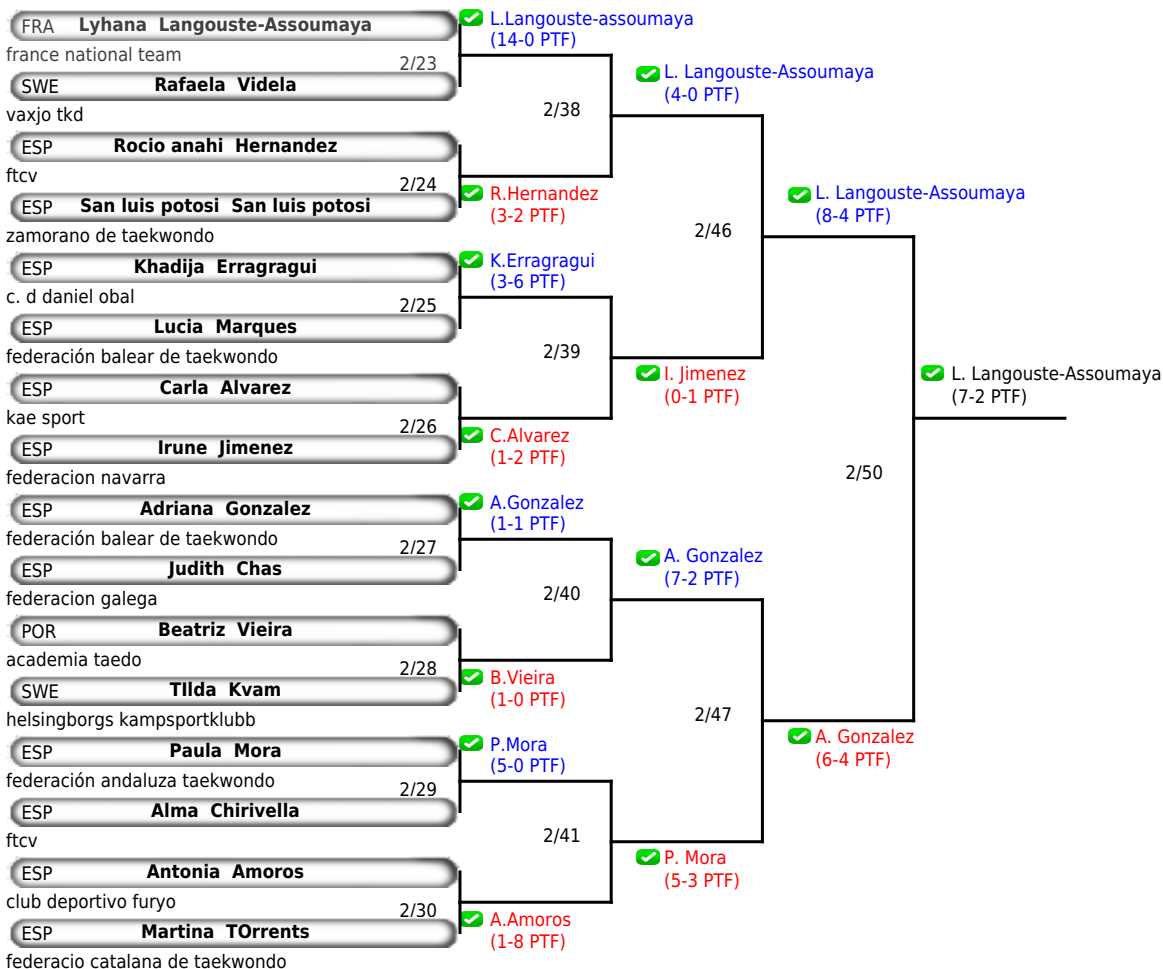 FRA Lyhana Langouste-Assoumaya
france national team
2/23
SWE Rafaela Videla
vaxjo tkd
ESP Rocio anahi Hernandez
ftcv
2/24
ESP San luis potosi San luis potosi
zamorano de taekwondo
ESP Khadija Erragragui
c. d daniel obal
2/25
ESP Lucia Marques
federación balear de taekwondo
ESP Carla Alvarez
kae sport
2/26
ESP Irune Jimenez
federacion navarra
ESP Adriana Gonzalez
federación balear de taekwondo
2/27
ESP Judith Chas
federacion galega
POR Beatriz Vieira
academia taedo
2/28
SWE TIlda Kvam
helsingborgs kampsportklubb
ESP Paula Mora
federación andaluza taekwondo
2/29
ESP Alma Chirivella
ftcv
ESP Antonia Amoros
club deportivo furyo
2/30
ESP Martina TOrrents
federacio catalana de taekwondo
L.Langouste-assoumaya
(14-0 PTF)
2/38
R.Hernandez
(3-2 PTF)
K.Erragragui
(3-6 PTF)
2/39
C.Alvarez
(1-2 PTF)
A.Gonzalez
(1-1 PTF)
2/40
B.Vieira
(1-0 PTF)
P.Mora
(5-0 PTF)
2/41
A.Amoros
(1-8 PTF)
L. Langouste-Assoumaya
(4-0 PTF)
2/46
I. Jimenez
(0-1 PTF)
A. Gonzalez
(7-2 PTF)
2/47
P. Mora
(5-3 PTF)
L. Langouste-Assoumaya
(8-4 PTF)
2/50
A. Gonzalez
(6-4 PTF)
L. Langouste-Assoumaya
(7-2 PTF)